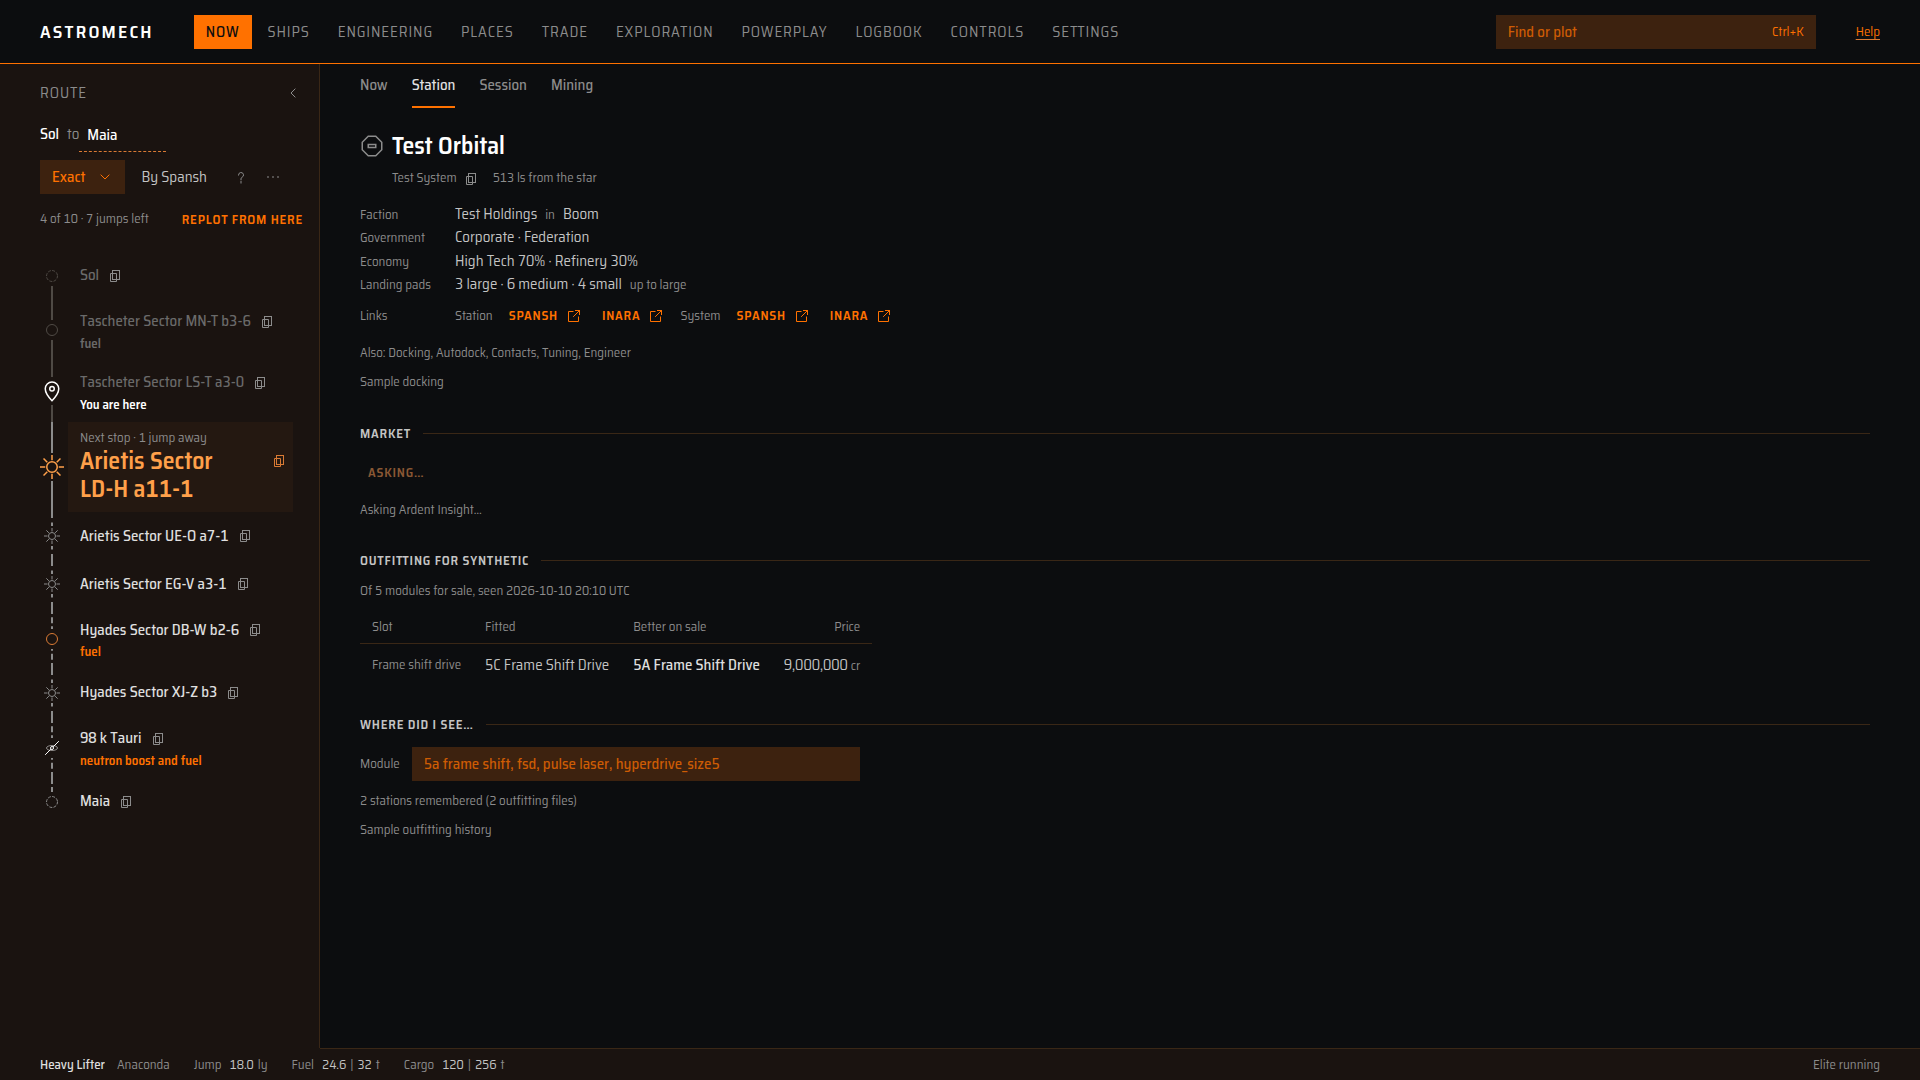 ASTROMECH NOW SHIPS ENGINEERING PLACES TRADE EXPLORATION POWERPLAY LOGBOOK CONTROLS SETTINGS Find or plot Ctrl+K Help
ROUTE
Sol to Maia
Exact By Spansh ? ...
4 of 10 · 7 jumps left REPLOT FROM HERE
Sol
Tascheter Sector MN-T b3-6
fuel
Tascheter Sector LS-T a3-0
You are here
Next stop · 1 jump away
Arietis Sector
LD-H a11-1
Arietis Sector UE-O a7-1
Arietis Sector EG-V a3-1
Hyades Sector DB-W b2-6
fuel
Hyades Sector XJ-Z b3
98 k Tauri
neutron boost and fuel
Maia
Now Station Session Mining
Test Orbital
Test System 513 ls from the star
Faction Test Holdings in Boom
Government Corporate · Federation
Economy High Tech 70% · Refinery 30%
Landing pads 3 large · 6 medium · 4 small up to large
Links Station SPANSH INARA System SPANSH INARA
Also: Docking, Autodock, Contacts, Tuning, Engineer
Sample docking
MARKET
ASKING...
Asking Ardent Insight...
OUTFITTING FOR SYNTHETIC
Of 5 modules for sale, seen 2026-10-10 20:10 UTC
Slot Fitted Better on sale Price
Frame shift drive 5C Frame Shift Drive 5A Frame Shift Drive 9,000,000 cr
WHERE DID I SEE...
Module 5a frame shift, fsd, pulse laser, hyperdrive_size5
2 stations remembered (2 outfitting files)
Sample outfitting history
Heavy Lifter Anaconda Jump 18.0 ly Fuel 24.6 | 32 t Cargo 120 | 256 t Elite running